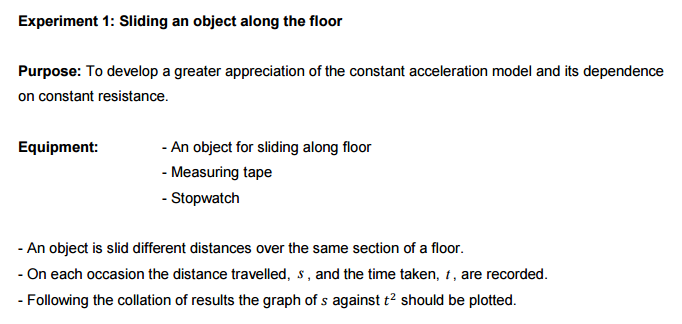 Experiment 1: Sliding an object along the floor
Purpose: To develop a greater appreciation of the constant acceleration model and its dependence
on constant resistance.
Equipment: - An object for sliding along floor
- Measuring tape
- Stopwatch
- An object is slid different distances over the same section of a floor.
- On each occasion the distance travelled, s, and the time taken, t, are recorded.
- Following the collation of results the graph of s against t² should be plotted.